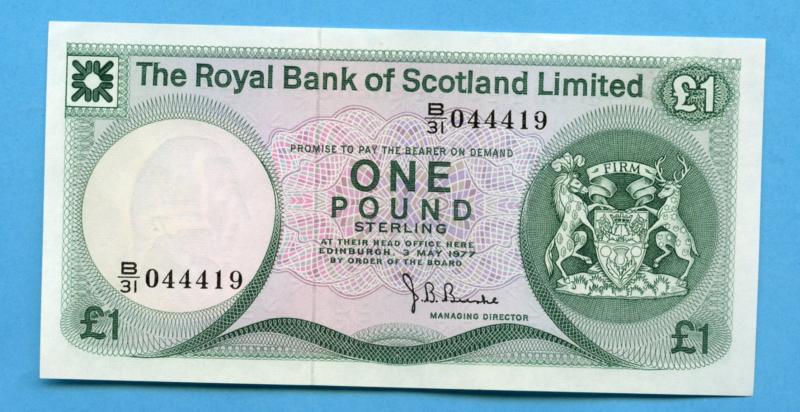 The Royal Bank of Scotland Limited
£1
B/31 044419
PROMISE TO PAY THE BEARER ON DEMAND
FIRM
ONE
POUND
STERLING
AT THEIR HEAD OFFICE HERE
EDINBURGH, 3 MAY 1977
BY ORDER OF THE BOARD
B/31 044419
J. B. Burke
MANAGING DIRECTOR
£1
£1